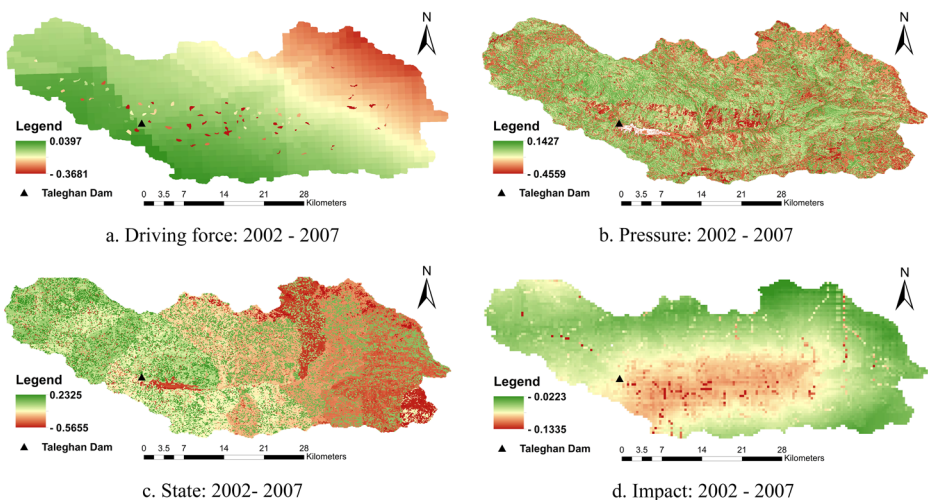 N
Legend
0.0397
- 0.3681
Taleghan Dam
0 3.5 7 14 21 28
Kilometers
a. Driving force: 2002 - 2007
N
Legend
0.1427
- 0.4559
Taleghan Dam
0 3.5 7 14 21 28
Kilometers
b. Pressure: 2002 - 2007
N
Legend
0.2325
-0.5655
Taleghan Dam
0 3.5 7 14 21 28
Kilometers
c. State: 2002- 2007
N
Legend
- 0.0223
- 0.1335
Taleghan Dam
0 3.5 7 14 21 28
Kilometers
d. Impact: 2002 - 2007